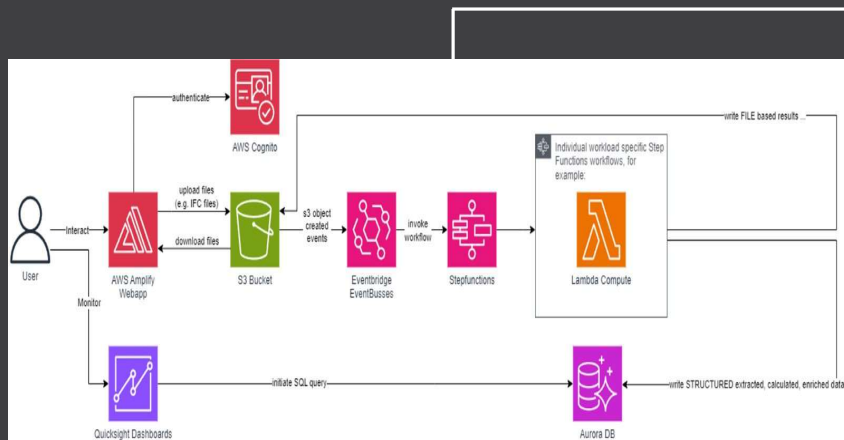 authenticate
AWS Cognito
write FILE based results ...
Individual workload specific Step
Functions workflows, for
example:
upload files
(e.g. IFC files)
s3 object
created
events
invoke
workflow
Interact
download files
User
AWS Amplify
Webapp
S3 Bucket
Eventbridge
EventBusses
Stepfunctions
Lambda Compute
Monitor
initiate SQL query
write STRUCTURED extracted, calculated, enriched data
Quicksight Dashboards
Aurora DB